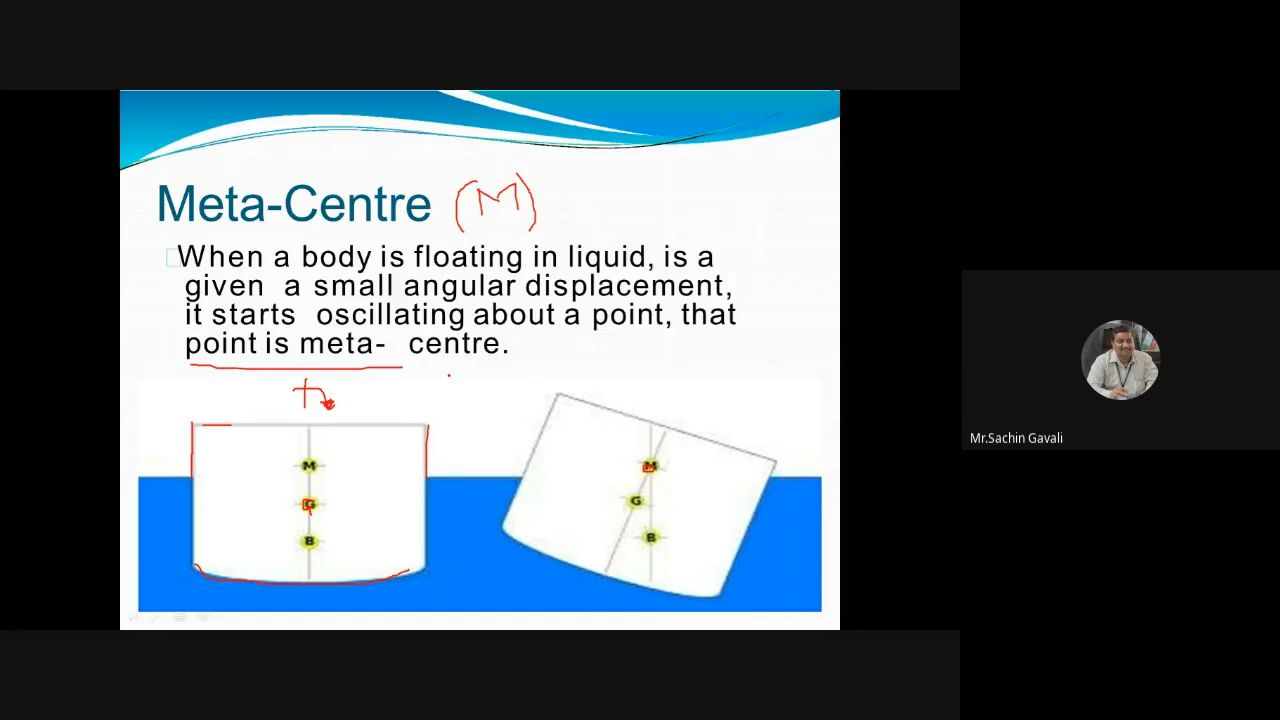 Meta-Centre (M)
When a body is floating in liquid, is a
given a small angular displacement,
it starts oscillating about a point, that
point is meta- centre.
M
G
B
M
G
B
Mr.Sachin Gavali